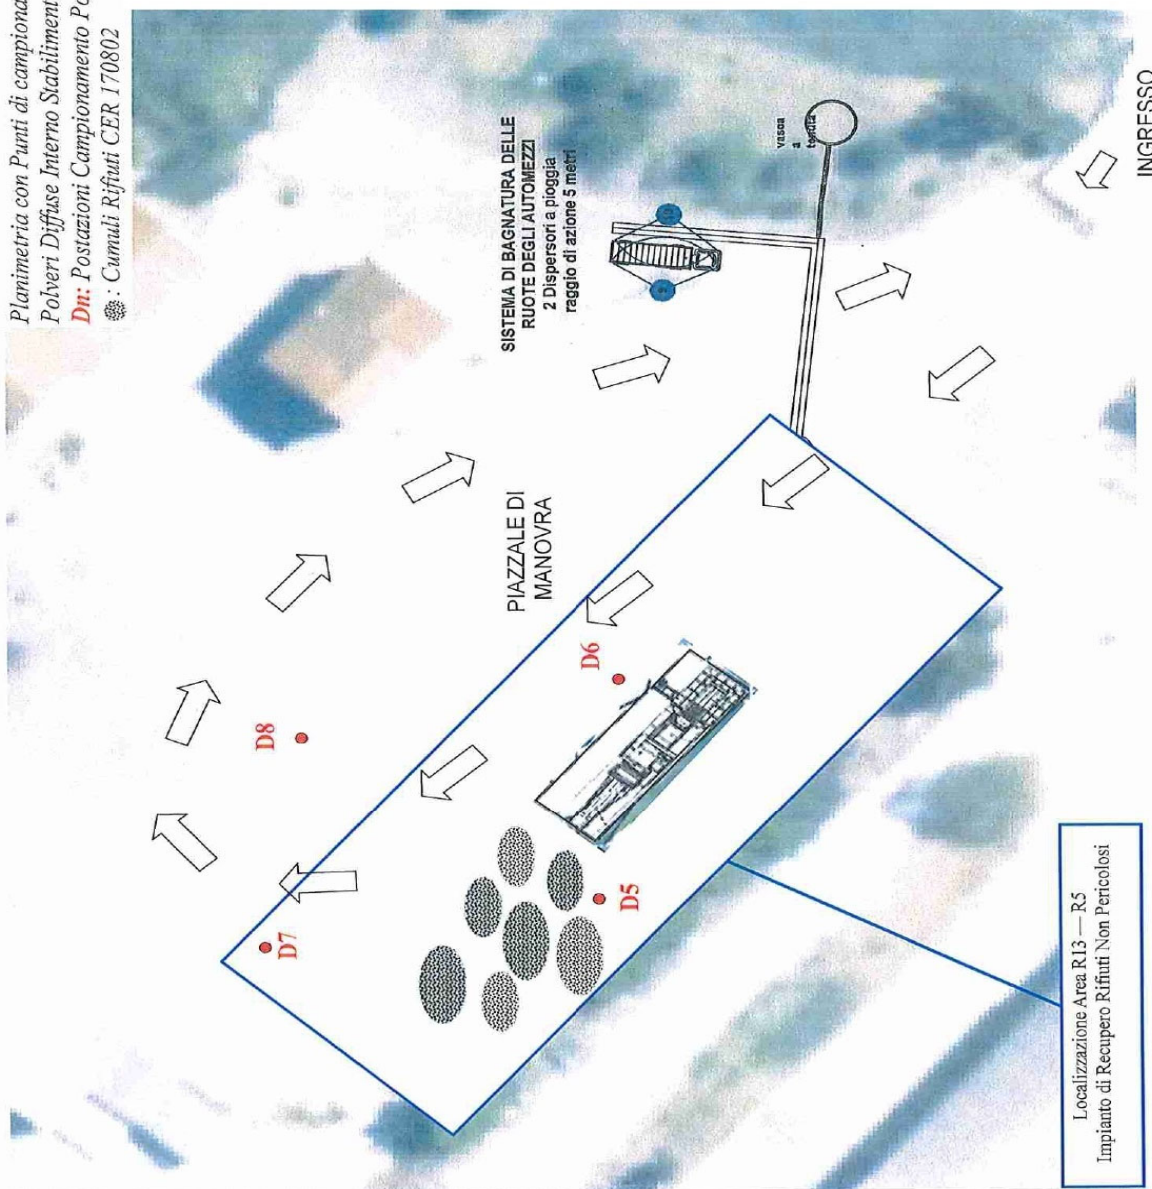 Planimetria con Punti di campiona
Polveri Diffuse Interno Stabiliment
Dn: Postazioni Campionamento Po
: Cumuli Rifiuti CER 170802
SISTEMA DI BAGNATURA DELLE
RUOTE DEGLI AUTOMEZZI
2 Dispersori a pioggia
raggio di azione 5 metri
vasca
a
tenuta
INGRESSO
PIAZZALE DI
MANOVRA
D8
D6
D7
D5
Localizzazione Area R13 — R5
Impianto di Recupero Rifiuti Non Pericolosi